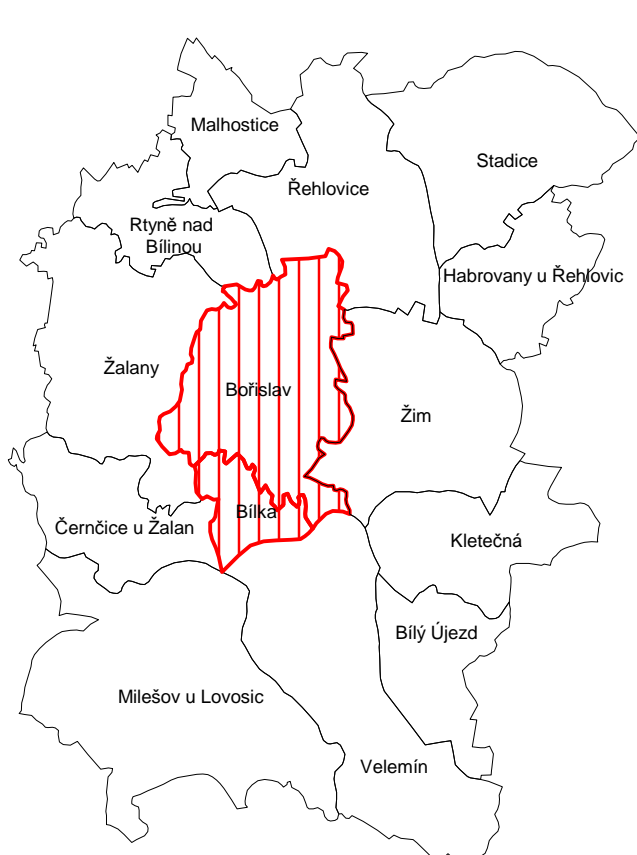 Malhostice
Stadice
Řehlovice
Rtyně nad
Bílinou
Habrovany u Řehlovic
Žalany
Bořislav
Žim
Bílka
Černčice u Žalan
Kletečná
Bílý Újezd
Milešov u Lovosic
Velemín